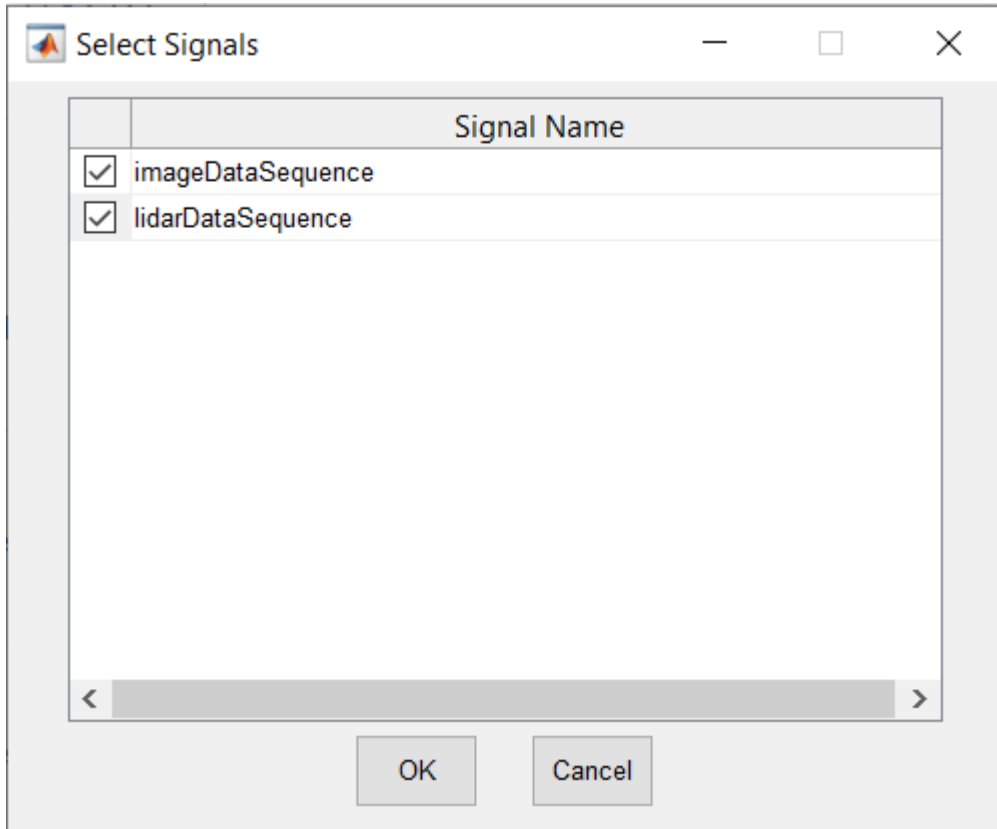 Select Signals
Signal Name
imageDataSequence
lidarDataSequence
OK Cancel